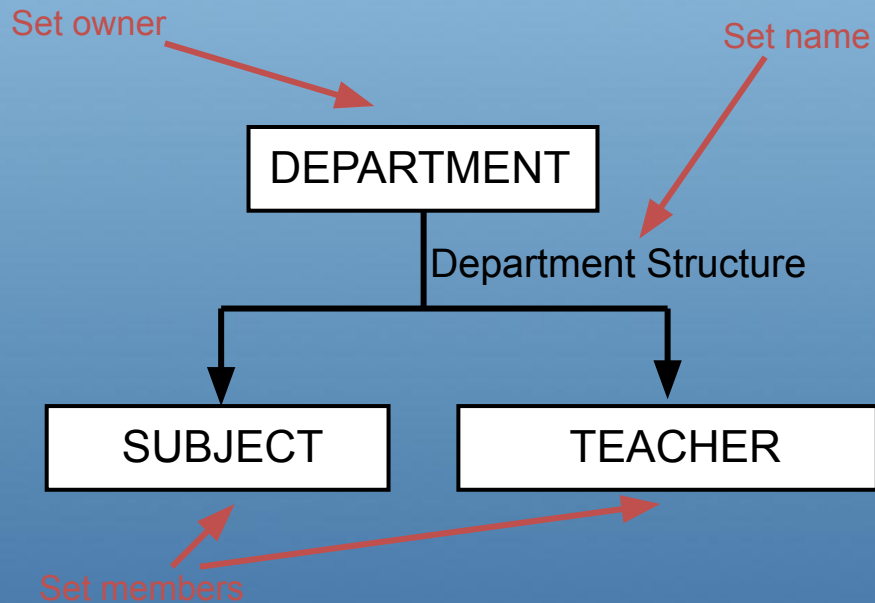 Set owner
Set name
DEPARTMENT
Department Structure
SUBJECT
TEACHER
Set members